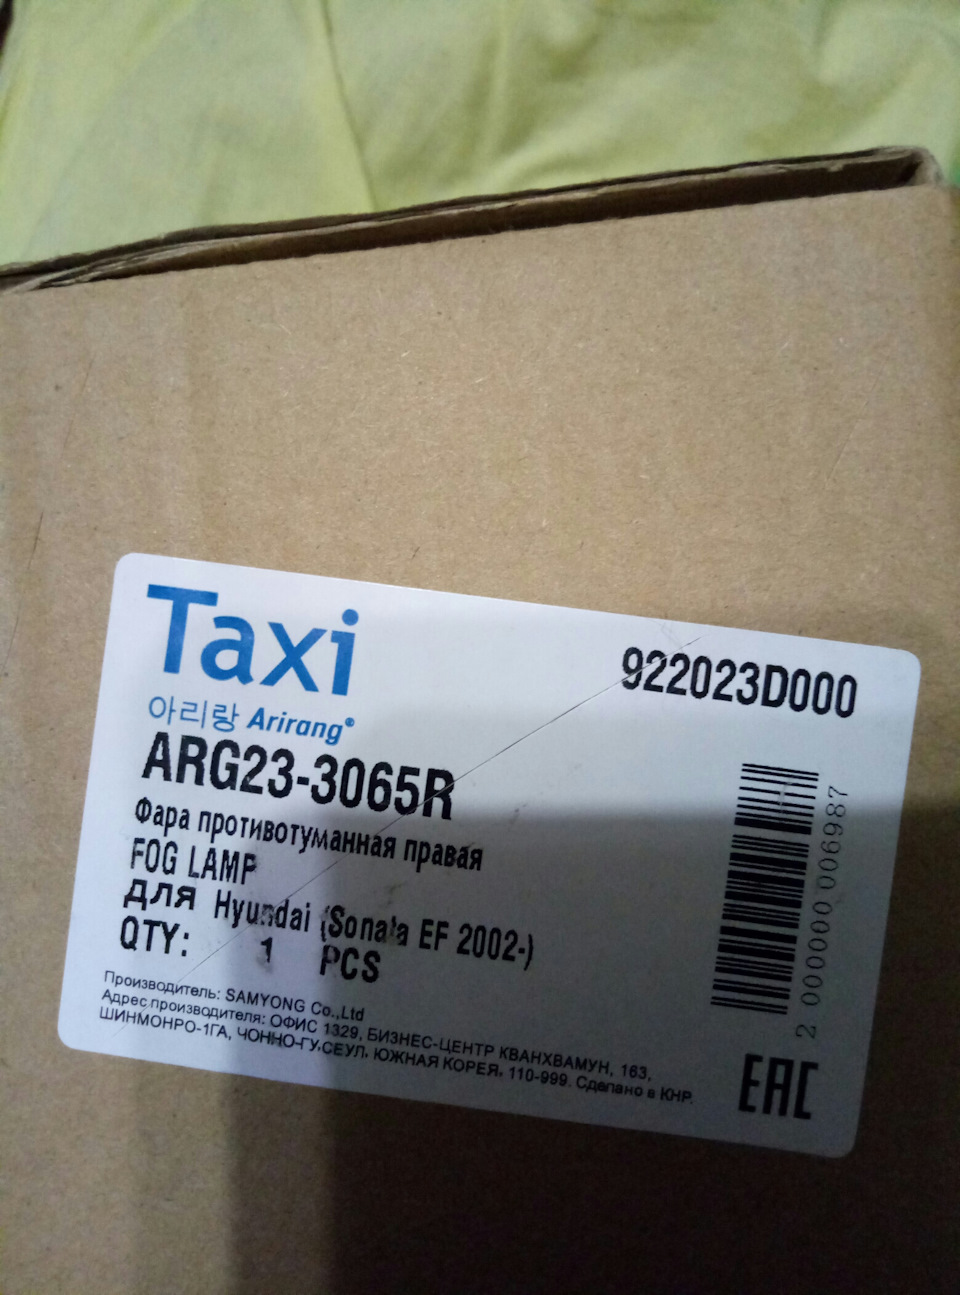 Taxi
아리랑 Arirang®
922023D000
ARG23-3065R
Фара противотуманная правая
FOG LAMP
для Hyundai (Sonata EF 2002-)
QTY: 1 PCS
Производитель: SAMYONG Co.,Ltd
Адрес производителя: ОФИС 1329, БИЗНЕС-ЦЕНТР КВАНХВАМУН, 163,
ШИНМОНРО-1ГА, ЧОННО-ГУ,СЕУЛ, ЮЖНАЯ КОРЕЯ, 110-999. Сделано в КНР.
2 000000 006987
EAC